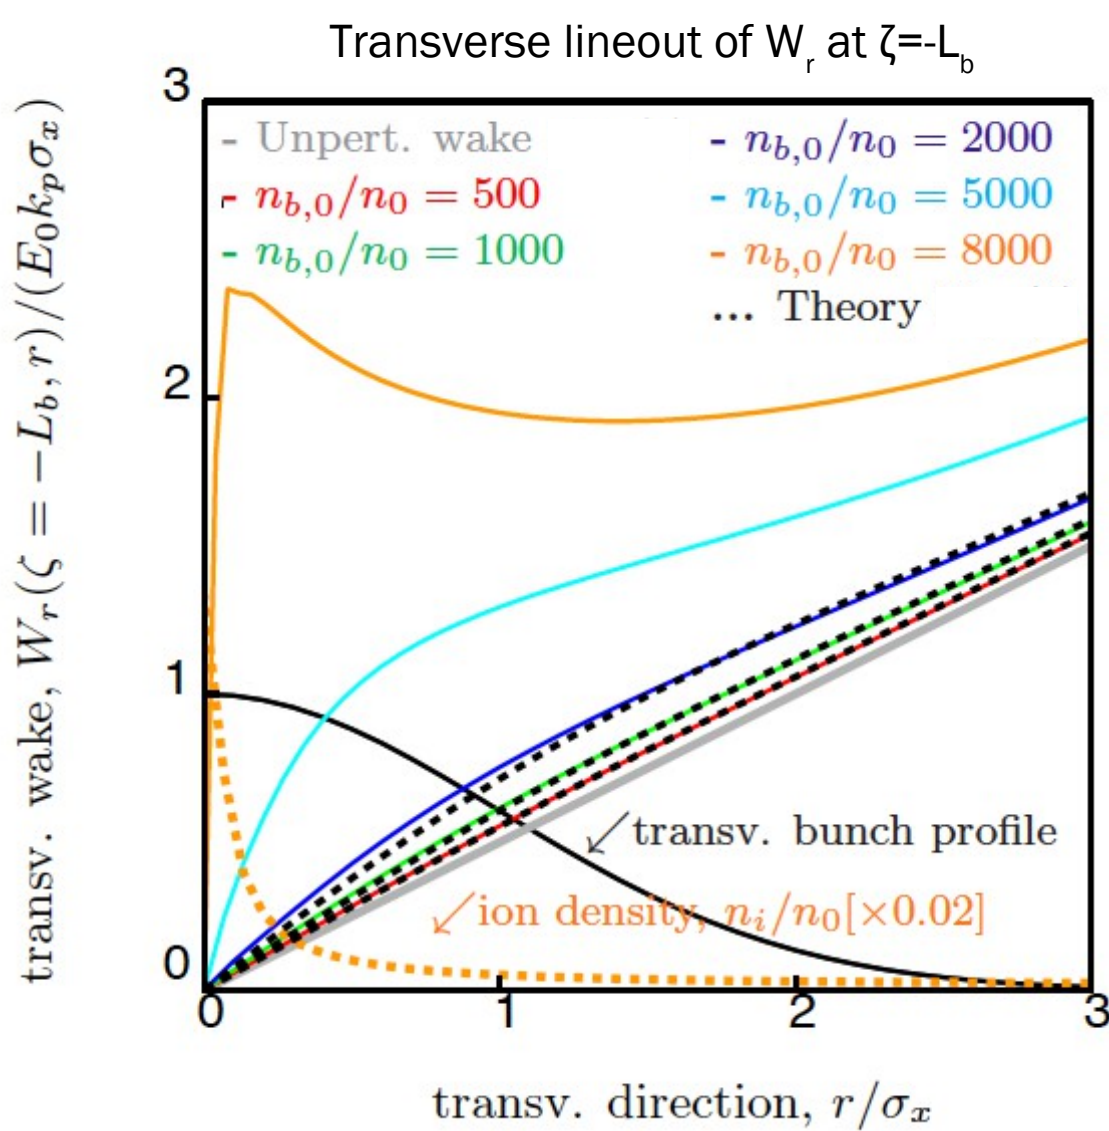 Transverse lineout of W_r at ζ=-L_b
transv. wake, W_r(ζ = −L_b, r)/(E_0 k_p σ_x)
3
2
1
0
- Unpert. wake
- n_{b,0}/n_0 = 500
- n_{b,0}/n_0 = 1000
- n_{b,0}/n_0 = 2000
- n_{b,0}/n_0 = 5000
- n_{b,0}/n_0 = 8000
... Theory
↙transv. bunch profile
↙ion density, n_i/n_0[×0.02]
0 1 2 3
transv. direction, r/σ_x